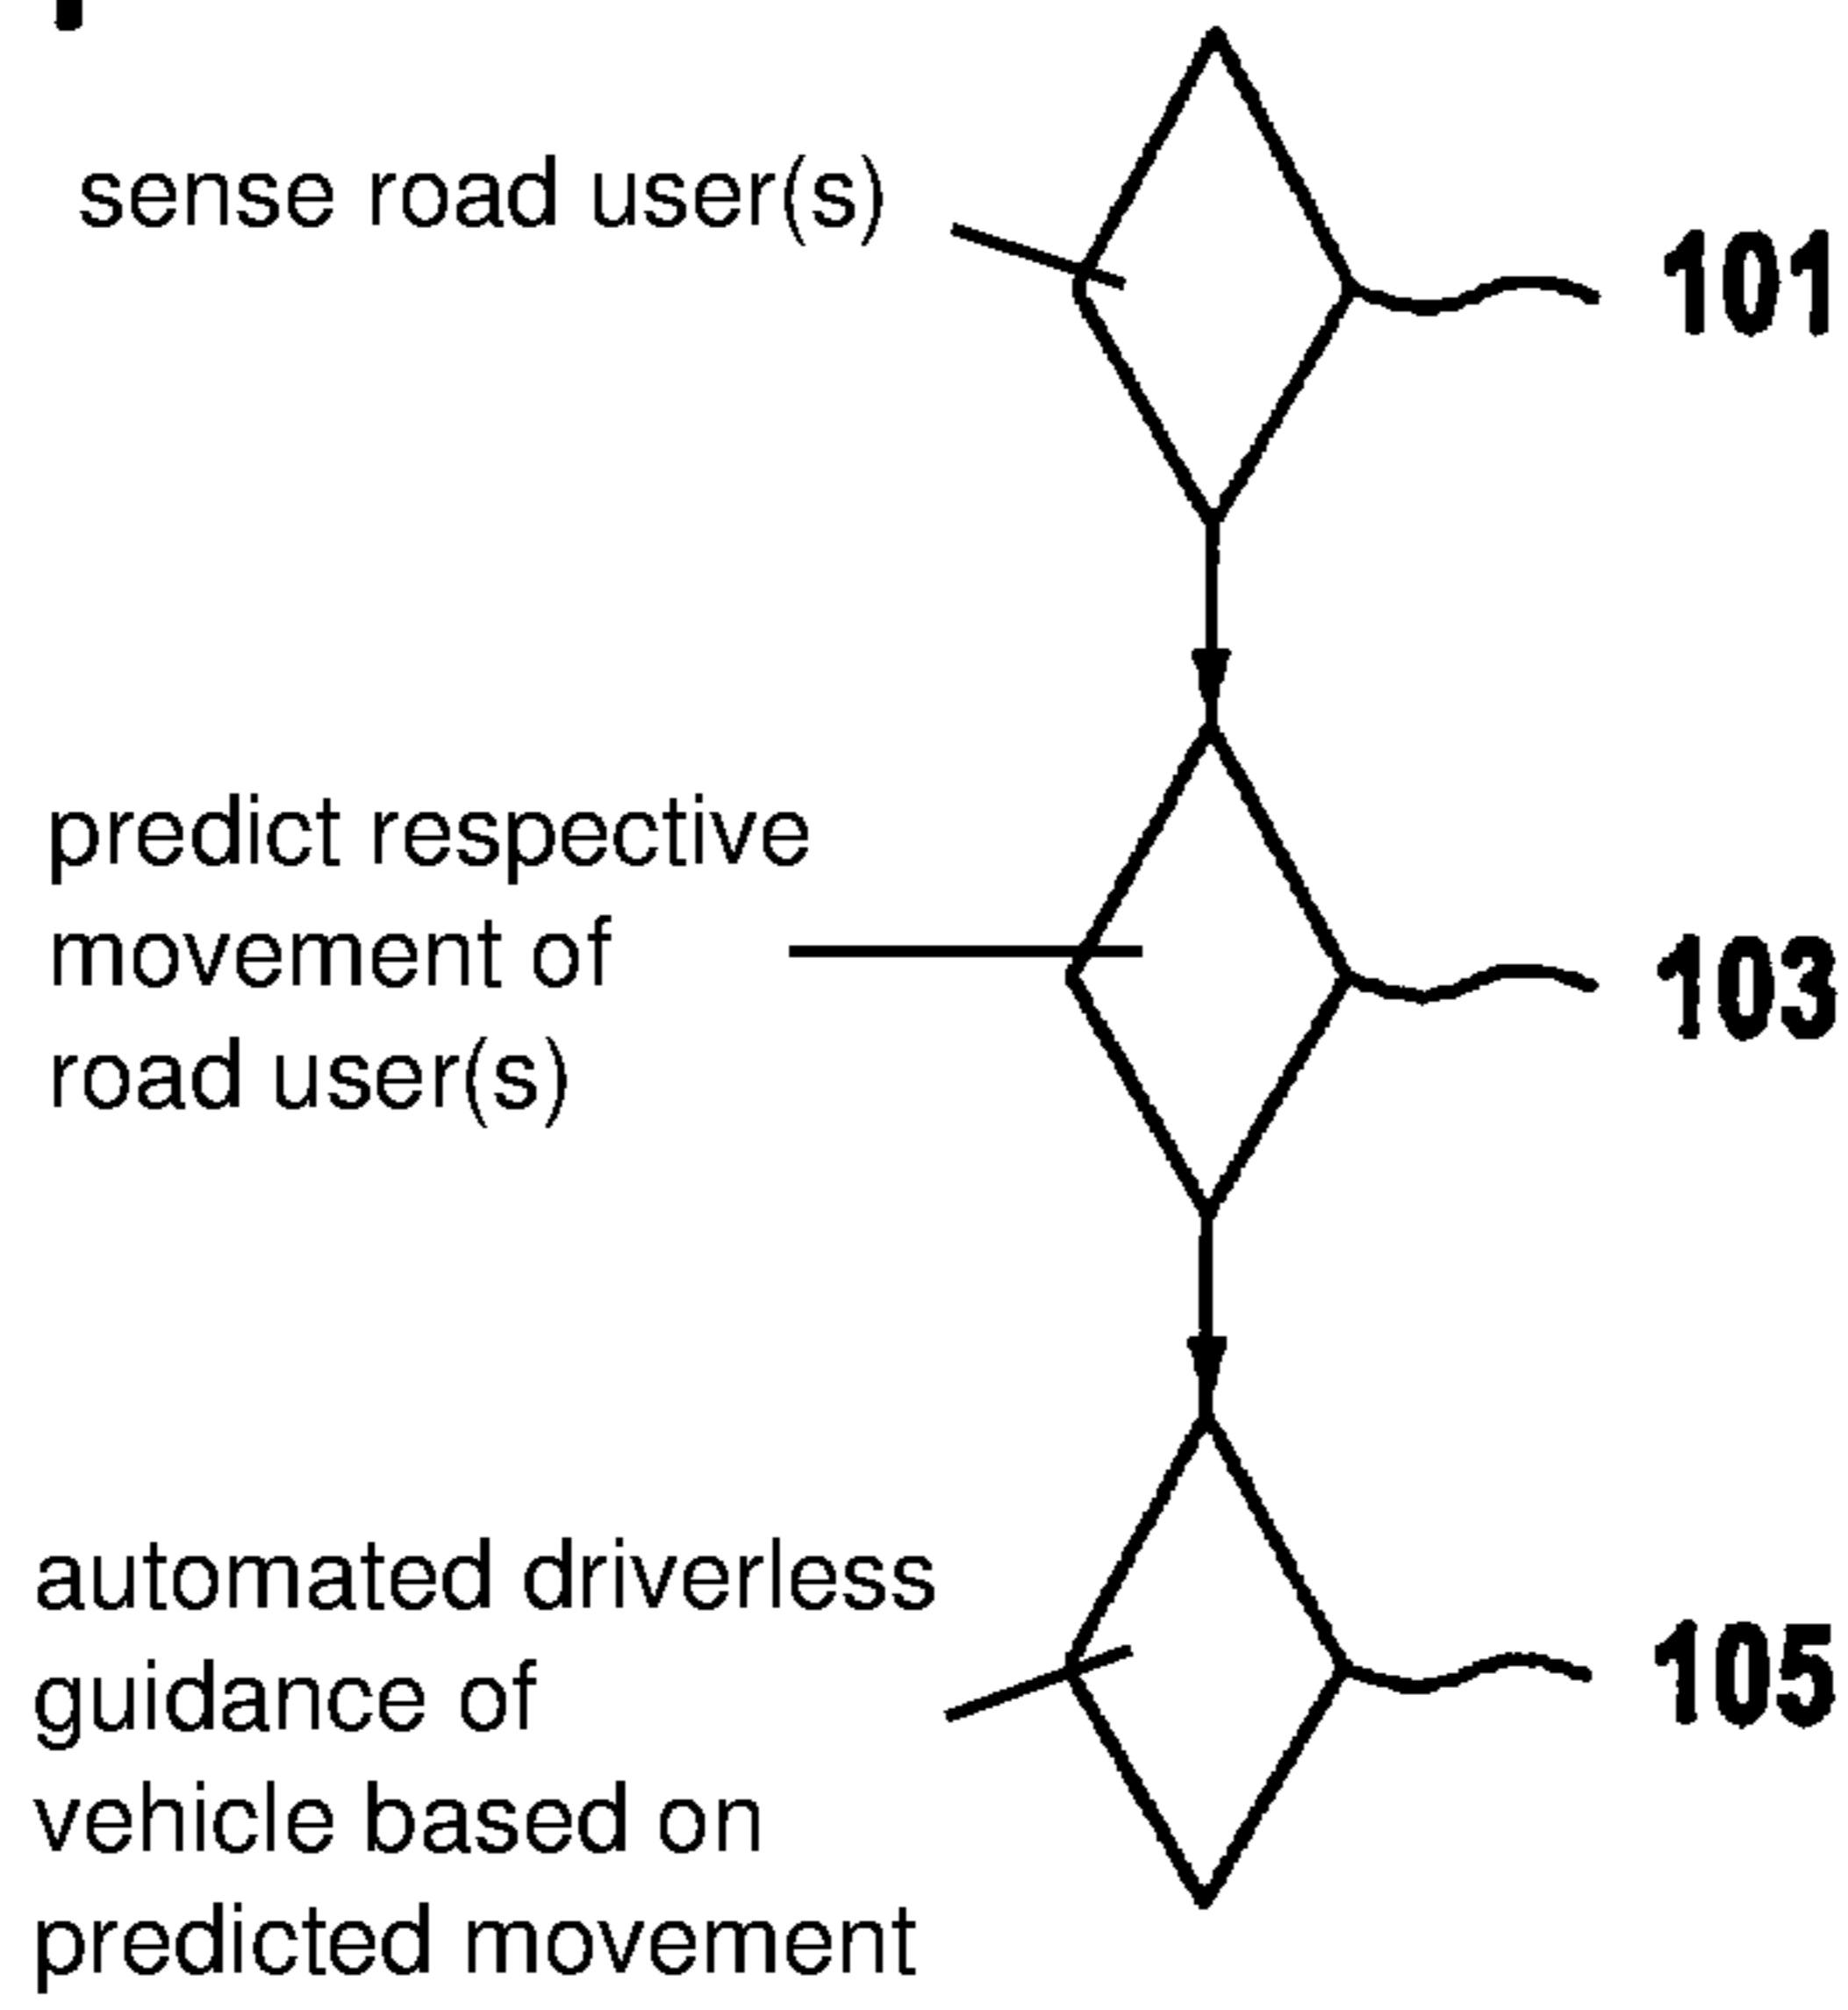 sense road user(s)
101
predict respective
movement of
road user(s)
103
automated driverless
guidance of
vehicle based on
predicted movement
105